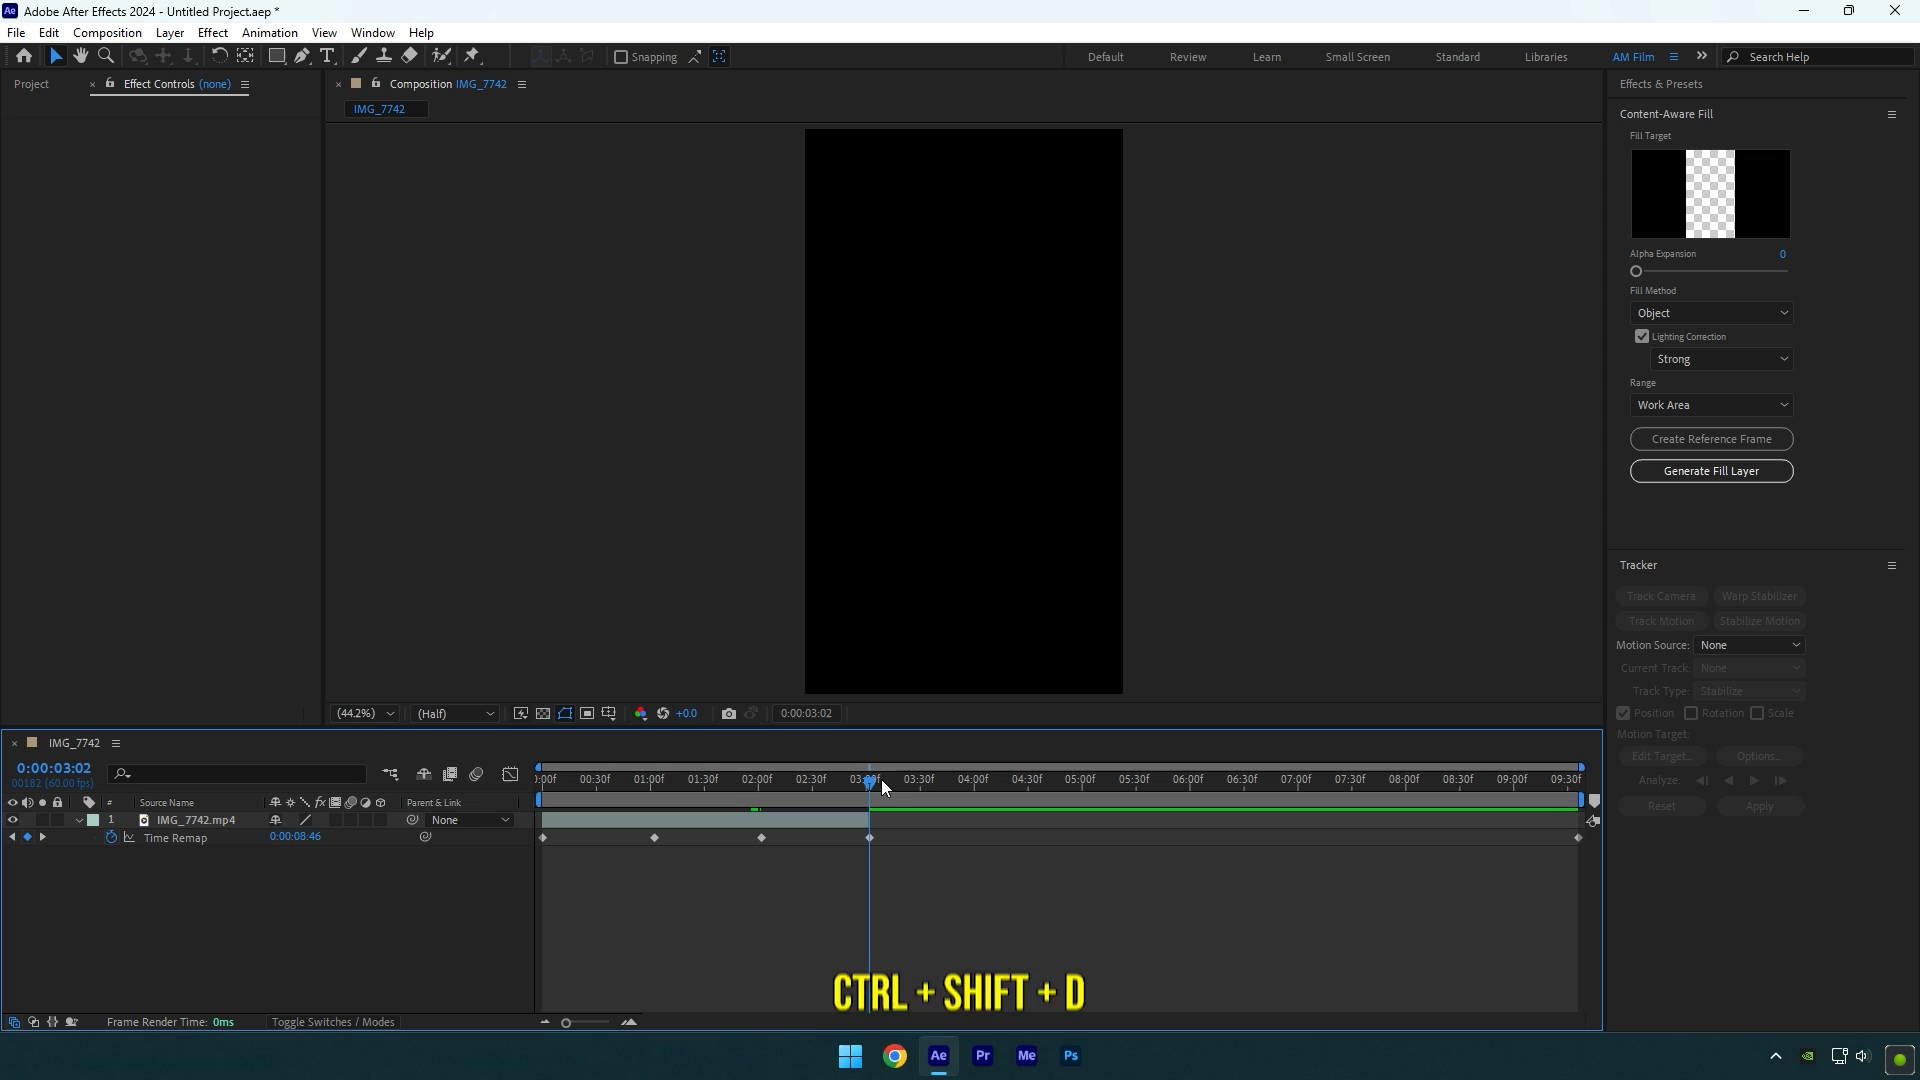 Ae Adobe After Effects 2024 - Untitled Project.aep *
File Edit Composition Layer Effect Animation View Window Help
Snapping
Default Review Learn Small Screen Standard Libraries AM Film
Search Help
Project
Effect Controls (none)
Composition IMG_7742
IMG_7742
Effects & Presets
Content-Aware Fill
Fill Target
Alpha Expansion 0
Fill Method
Object
Lighting Correction
Strong
Range
Work Area
Create Reference Frame
Generate Fill Layer
Tracker
Track Camera Warp Stabilizer
Track Motion Stabilize Motion
Motion Source: None
Current Track: None
Track Type: Stabilize
Position Rotation Scale
Motion Target:
Edit Target... Options...
Analyze:
Reset Apply
(44.2%) (Half) +0.0 0:00:03:02
IMG_7742
0:00:03:02
00182 (60.00 fps)
:00f 00:30f 01:00f 01:30f 02:00f 02:30f 03:00f 03:30f 04:00f 04:30f 05:00f 05:30f 06:00f 06:30f 07:00f 07:30f 08:00f 08:30f 09:00f 09:30f
# Source Name fx Parent & Link
1 IMG_7742.mp4 None
Time Remap 0:00:08:46
CTRL + SHIFT + D
Frame Render Time: 0ms Toggle Switches / Modes
Ae Pr Me Ps